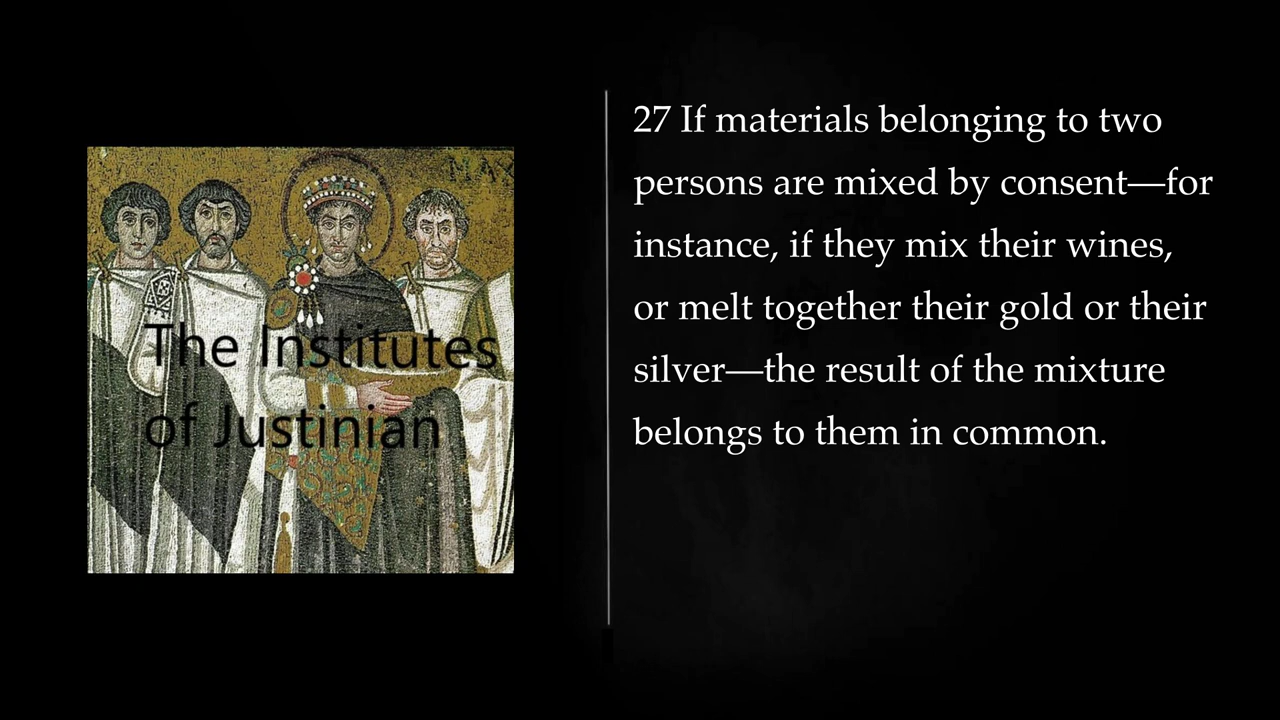 MAX
The Institutes
of Justinian
27 If materials belonging to two
persons are mixed by consent—for
instance, if they mix their wines,
or melt together their gold or their
silver—the result of the mixture
belongs to them in common.